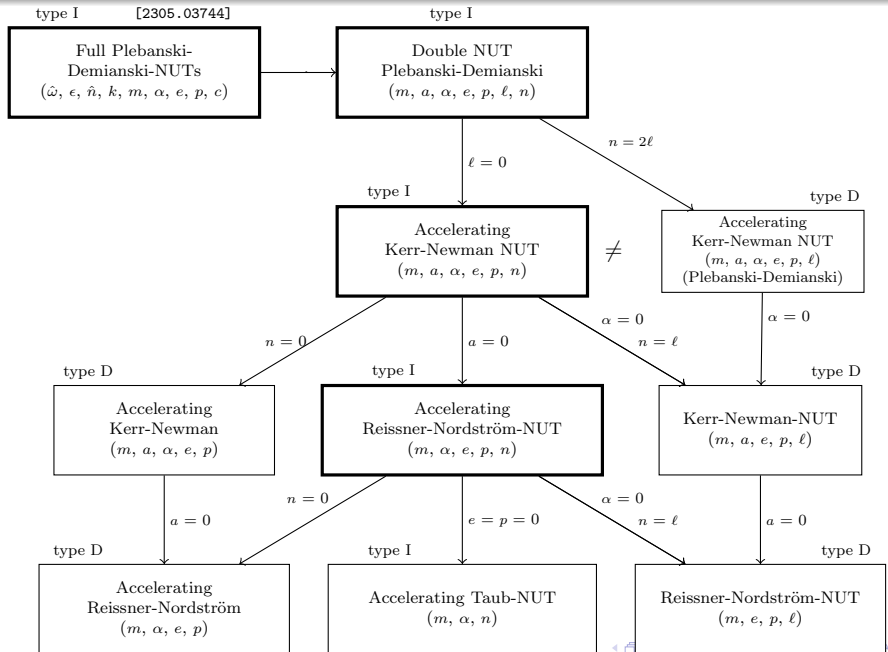 type I
[2305.03744]
type I
Full Plebanski-
Demianski-NUTs
(ω̂, ϵ, n̂, k, m, α, e, p, c)
Double NUT
Plebanski-Demianski
(m, a, α, e, p, ℓ, n)
n = 2ℓ
ℓ = 0
type I
type D
Accelerating
Kerr-Newman NUT
(m, a, α, e, p, n)
≠
Accelerating
Kerr-Newman NUT
(m, a, α, e, p, ℓ)
(Plebanski-Demianski)
n = 0
a = 0
α = 0
n = ℓ
α = 0
type D
type I
type D
Accelerating
Kerr-Newman
(m, a, α, e, p)
Accelerating
Reissner-Nordström-NUT
(m, α, e, p, n)
Kerr-Newman-NUT
(m, a, e, p, ℓ)
a = 0
n = 0
e = p = 0
α = 0
n = ℓ
a = 0
type D
type I
type D
Accelerating
Reissner-Nordström
(m, α, e, p)
Accelerating Taub-NUT
(m, α, n)
Reissner-Nordström-NUT
(m, e, p, ℓ)